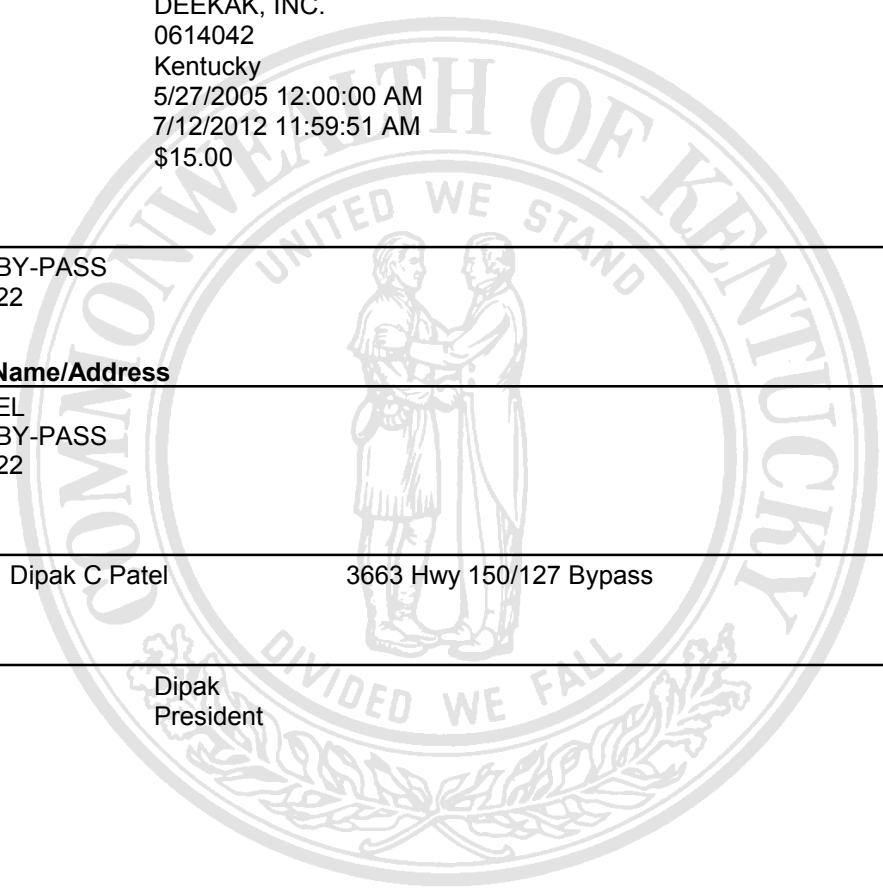 DEEKAK, INC.
0614042
Kentucky
5/27/2005 12:00:00 AM
7/12/2012 11:59:51 AM
$15.00
BY-PASS
22
Name/Address
EL
BY-PASS
22
Dipak C Patel 3663 Hwy 150/127 Bypass
Dipak
President
COMMONWEALTH OF KENTUCKY
UNITED WE STAND
DIVIDED WE FALL